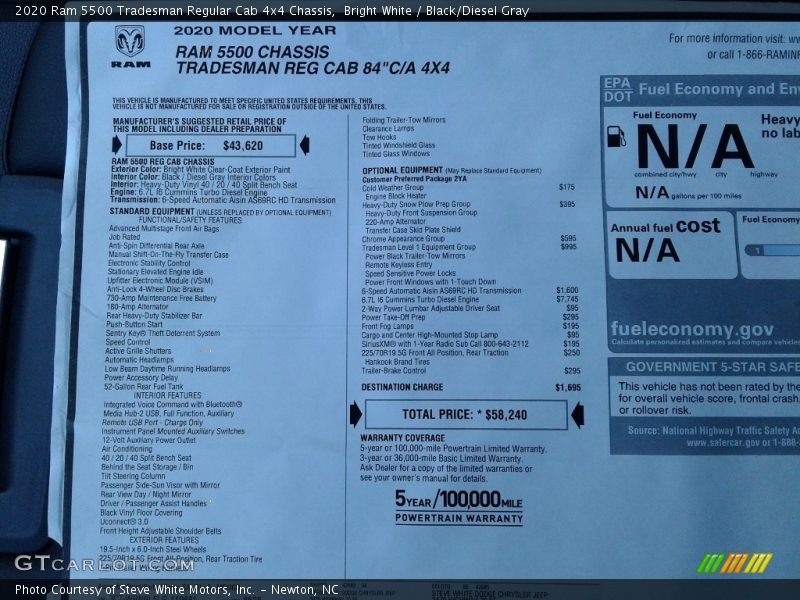 2020 Ram 5500 Tradesman Regular Cab 4x4 Chassis, Bright White / Black/Diesel Gray
RAM
2020 MODEL YEAR
RAM 5500 CHASSIS
TRADESMAN REG CAB 84"C/A 4X4
For more information visit: ww
or call 1-866-RAMINF
THIS VEHICLE IS MANUFACTURED TO MEET SPECIFIC UNITED STATES REQUIREMENTS. THIS
VEHICLE IS NOT MANUFACTURED FOR SALE OR REGISTRATION OUTSIDE OF THE UNITED STATES.
MANUFACTURER'S SUGGESTED RETAIL PRICE OF
THIS MODEL INCLUDING DEALER PREPARATION
Base Price: $43,620
RAM 5500 REG CAB CHASSIS
Exterior Color: Bright White Clear-Coat Exterior Paint
Interior Color: Black / Diesel Gray Interior Colors
Interior: Heavy-Duty Vinyl 40 / 20 / 40 Split Bench Seat
Engine: 6.7L I6 Cummins Turbo Diesel Engine
Transmission: 6-Speed Automatic Aisin AS69RC HD Transmission
STANDARD EQUIPMENT (UNLESS REPLACED BY OPTIONAL EQUIPMENT)
FUNCTIONAL/SAFETY FEATURES
Advanced Multistage Front Air Bags
Job Rated
Anti-Spin Differential Rear Axle
Manual Shift-On-The-Fly Transfer Case
Electronic Stability Control
Stationary Elevated Engine Idle
Upfitter Electronic Module (VSIM)
Anti-Lock 4-Wheel Disc Brakes
730-Amp Maintenance Free Battery
180-Amp Alternator
Rear Heavy-Duty Stabilizer Bar
Push-Button Start
Sentry Key® Theft Deterrent System
Speed Control
Active Grille Shutters
Automatic Headlamps
Low Beam Daytime Running Headlamps
Power Accessory Delay
52-Gallon Rear Fuel Tank
INTERIOR FEATURES
Integrated Voice Command with Bluetooth®
Media Hub-2 USB, Full Function, Auxiliary
Remote USB Port - Charge Only
Instrument Panel Mounted Auxiliary Switches
12-Volt Auxiliary Power Outlet
Air Conditioning
40 / 20 / 40 Split Bench Seat
Behind the Seat Storage / Bin
Tilt Steering Column
Passenger Side-Sun Visor with Mirror
Rear View Day / Night Mirror
Driver / Passenger Assist Handles
Black Vinyl Floor Covering
Uconnect® 3.0
Front Height Adjustable Shoulder Belts
EXTERIOR FEATURES
19.5-Inch x 6.0-Inch Steel Wheels
225/70R19.5G Front All-Position, Rear Traction Tire
Folding Trailer-Tow Mirrors
Clearance Lamps
Tow Hooks
Tinted Windshield Glass
Tinted Glass Windows
OPTIONAL EQUIPMENT (May Replace Standard Equipment)
Customer Preferred Package 2YA
Cold Weather Group $175
Engine Block Heater
Heavy-Duty Snow Plow Prep Group $395
Heavy-Duty Front Suspension Group
220-Amp Alternator
Transfer Case Skid Plate Shield
Chrome Appearance Group $595
Tradesman Level 1 Equipment Group $995
Power Black Trailer-Tow Mirrors
Remote Keyless Entry
Speed Sensitive Power Locks
Power Front Windows with 1-Touch Down
6-Speed Automatic Aisin AS69RC HD Transmission $1,600
6.7L I6 Cummins Turbo Diesel Engine $7,745
2-Way Power Lumbar Adjustable Driver Seat $95
Power Take-Off Prep $295
Front Fog Lamps $195
Cargo and Center High-Mounted Stop Lamp $95
SiriusXM® with 1-Year Radio Sub Call 800-643-2112 $195
225/70R19.5G Front All Position, Rear Traction $250
Hankook Brand Tires
Trailer-Brake Control $295
DESTINATION CHARGE $1,695
TOTAL PRICE: * $58,240
WARRANTY COVERAGE
5-year or 100,000-mile Powertrain Limited Warranty.
3-year or 36,000-mile Basic Limited Warranty.
Ask Dealer for a copy of the limited warranties or
see your owner's manual for details.
5YEAR/100,000MILE
POWERTRAIN WARRANTY
EPA
DOT
Fuel Economy and Env
Fuel Economy
N/A
combined city/hwy city highway
N/A gallons per 100 miles
Heavy
no lab
Annual fuel cost
N/A
Fuel Economy
1
fueleconomy.gov
Calculate personalized estimates and compare vehicles
GOVERNMENT 5-STAR SAFE
This vehicle has not been rated by the
for overall vehicle score, frontal crash,
or rollover risk.
Source: National Highway Traffic Safety Ad
www.safercar.gov or 1-888-
GTcarlot.com
Photo Courtesy of Steve White Motors, Inc. – Newton, NC
STEVE WHITE DODGE CHRYSLER JEEP